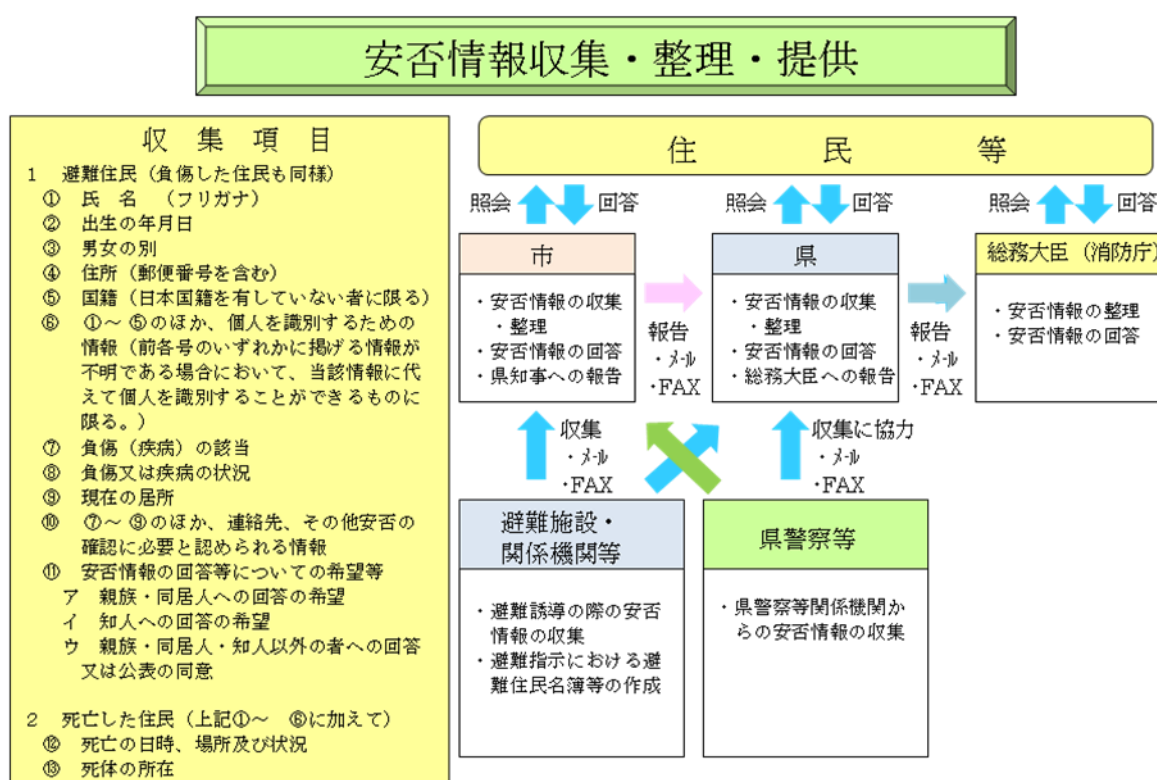 安否情報収集・整理・提供
収集項目
1 避難住民（負傷した住民も同様）
① 氏 名 （フリガナ）
② 出生の年月日
③ 男女の別
④ 住所（郵便番号を含む）
⑤ 国籍（日本国籍を有していない者に限る）
⑥ ①～⑤のほか、個人を識別するための
情報（前各号のいずれかに掲げる情報が
不明である場合において、当該情報に代
えて個人を識別することができるものに
限る。）
⑦ 負傷（疾病）の該当
⑧ 負傷又は疾病の状況
⑨ 現在の居所
⑩ ⑦～⑨のほか、連絡先、その他安否の
確認に必要と認められる情報
⑪ 安否情報の回答等についての希望等
ア 親族・同居人への回答の希望
イ 知人への回答の希望
ウ 親族・同居人・知人以外の者への回答
又は公表の同意
2 死亡した住民（上記①～ ⑥に加えて）
⑫ 死亡の日時、場所及び状況
⑬ 死体の所在
住民等
照会 回答
照会 回答
照会 回答
市
・安否情報の収集
・整理
・安否情報の回答
・県知事への報告
報告
・メール
・FAX
県
・安否情報の収集
・整理
・安否情報の回答
・総務大臣への報告
報告
・メール
・FAX
総務大臣（消防庁）
・安否情報の整理
・安否情報の回答
収集
・メール
・FAX
収集に協力
・メール
・FAX
避難施設・
関係機関等
・避難誘導の際の安否
情報の収集
・避難指示における避
難住民名簿等の作成
県警察等
・県警察等関係機関か
らの安否情報の収集